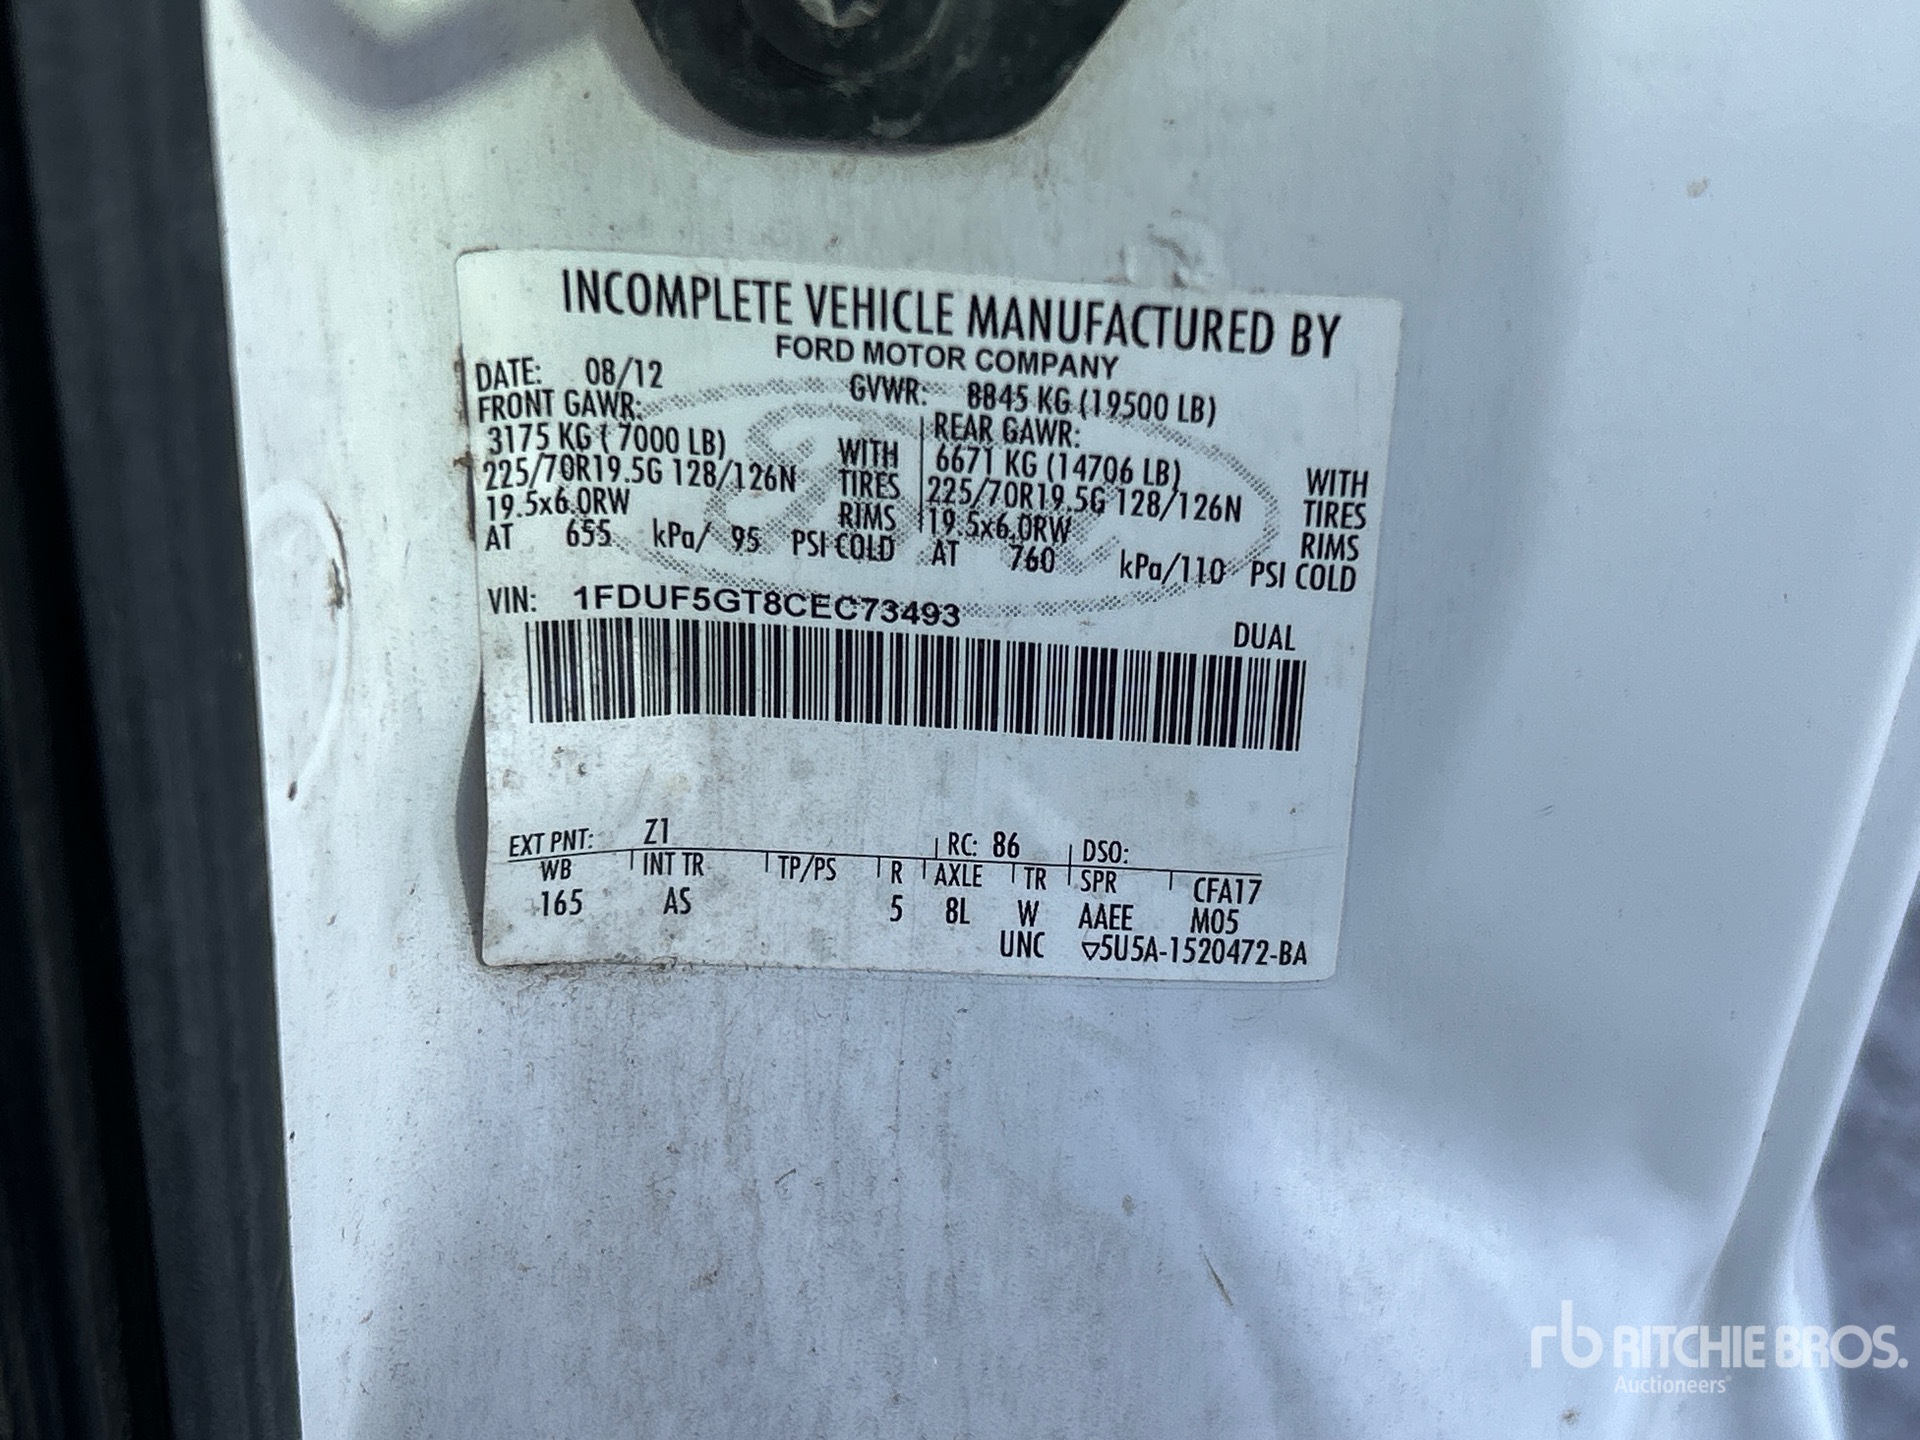 INCOMPLETE VEHICLE MANUFACTURED BY
FORD MOTOR COMPANY
DATE: 08/12 GVWR: 8845 KG (19500 LB)
FRONT GAWR: REAR GAWR:
3175 KG ( 7000 LB) WITH 6671 KG (14706 LB) WITH
225/70R19.5G 128/126N TIRES 225/70R19.5G 128/126N TIRES
19.5x6.0RW RIMS 19.5x6.0RW RIMS
AT 655 kPa/ 95 PSI COLD AT 760 kPa/110 PSI COLD
VIN: 1FDUF5GT8CEC73493
DUAL
EXT PNT: Z1 RC: 86 DSO:
WB INT TR TP/PS R AXLE TR SPR CFA17
165 AS 5 8L W AAEE M05
UNC ▽5U5A-1520472-BA
rb RITCHIE BROS.
Auctioneers